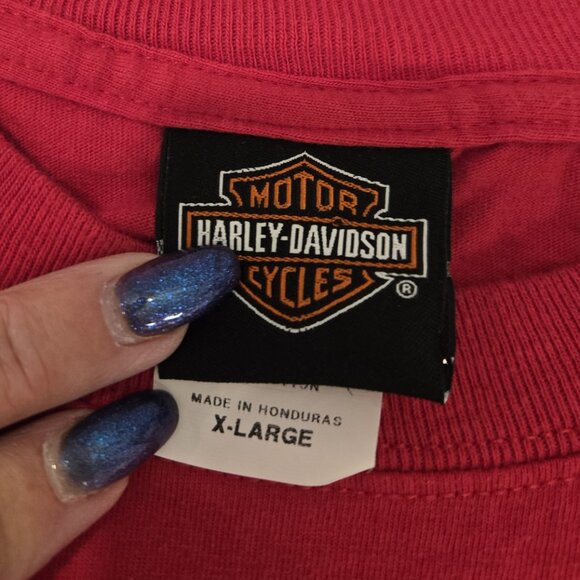 MOTOR
HARLEY-DAVIDSON
CYCLES
®
MADE IN HONDURAS
X-LARGE